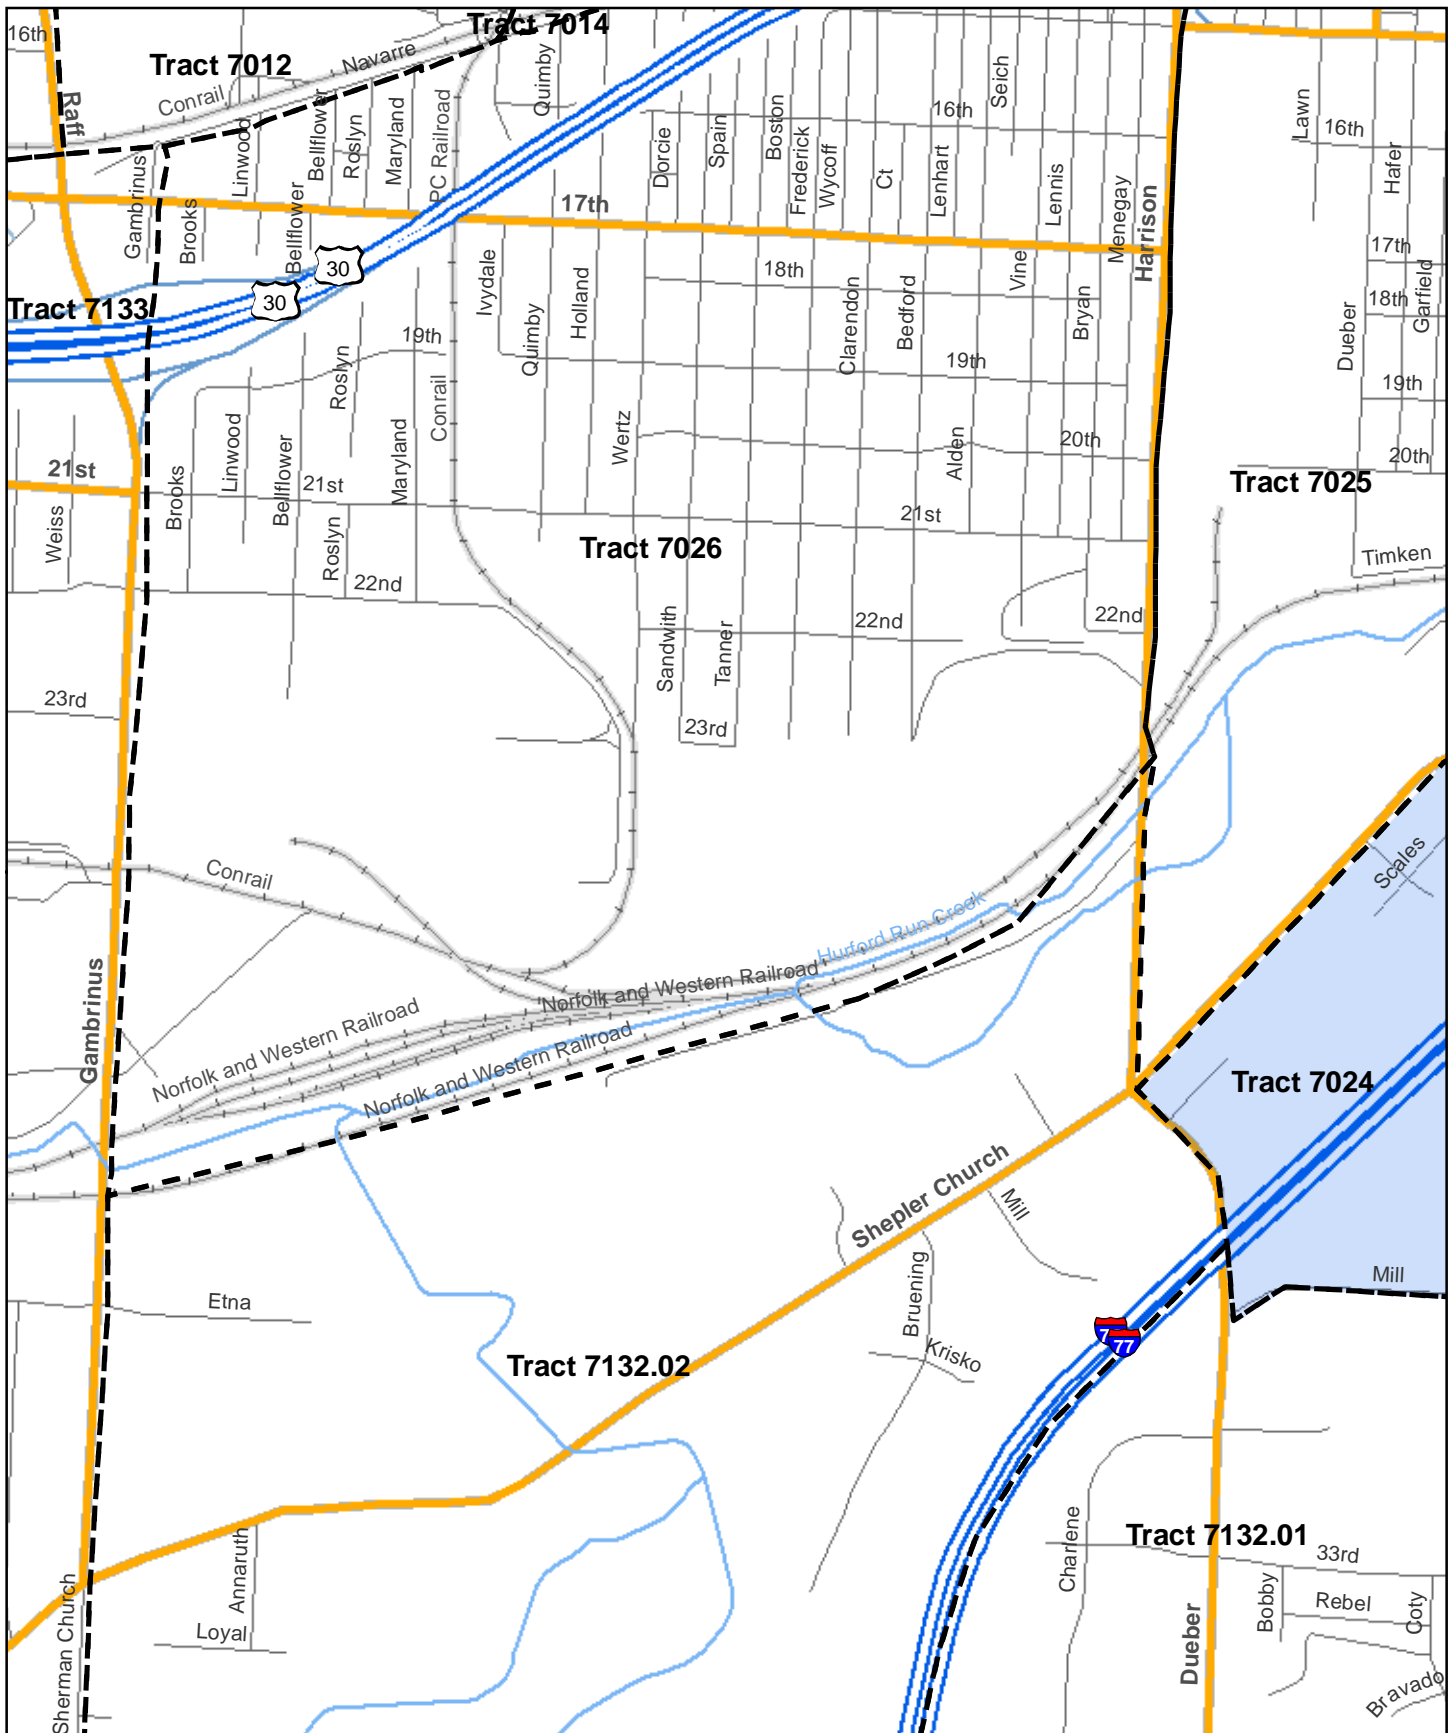 16th
Tract 7014
Tract 7012
Navarre
Conrail
Raff
Quimby
Seich
Bellflower
Linwood
Roslyn
Maryland
PC Railroad
16th
Lawn
16th
Dorcie
Spain
Boston
Frederick
Wycoff
Ct
Lenhart
Lennis
Menegay
Harrison
Hafer
Gambrinus
Brooks
Bellflower
17th
17th
30
30
Tract 7133
18th
18th
Ivydale
Quimby
Holland
Vine
Bryan
Clarendon
Bedford
Dueber
Garfield
19th
19th
19th
Roslyn
Conrail
Wertz
Linwood
Bellflower
Maryland
Brooks
Alden
20th
20th
21st
21st
21st
Tract 7025
Weiss
Roslyn
Tract 7026
Timken
22nd
22nd
22nd
Sandwith
Tanner
23rd
23rd
Conrail
Scales
Hurford Run Creek
Gambrinus
Norfolk and Western Railroad
Norfolk and Western Railroad
Norfolk and Western Railroad
Tract 7024
Shepler Church
Mill
Mill
Etna
Bruening
77
Krisko
Tract 7132.02
Tract 7132.01
Charlene
33rd
Annaruth
Loyal
Sherman Church
Dueber
Bobby
Rebel
Coty
Bravado